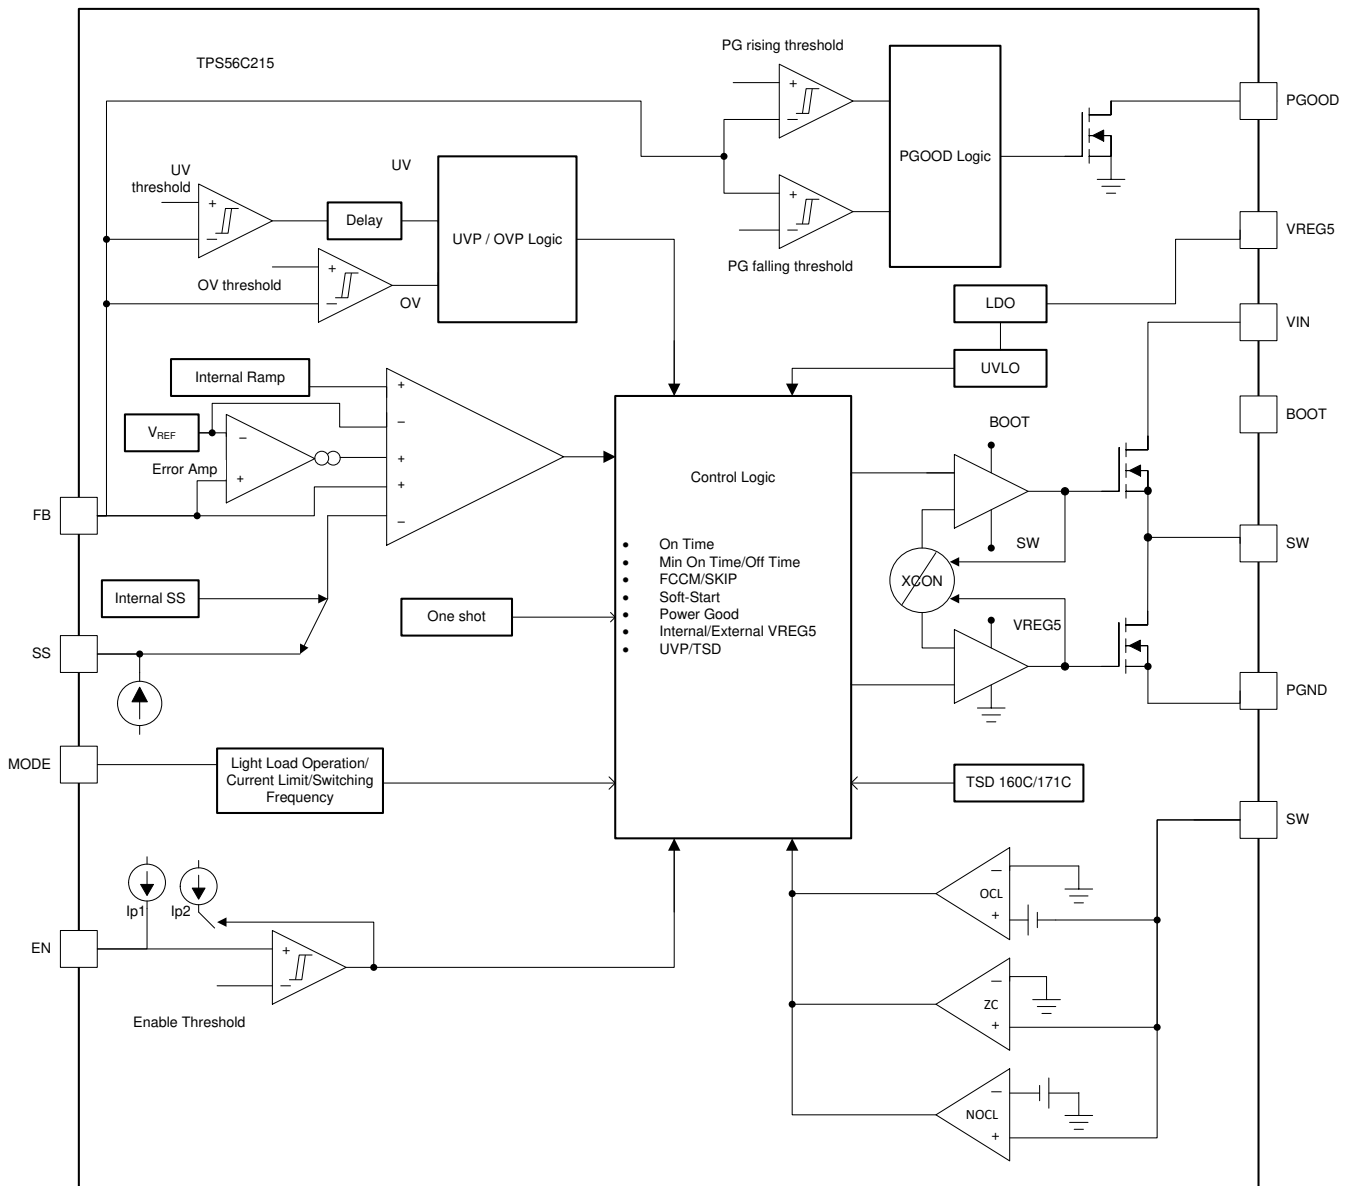 TPS56C215
PG rising threshold
+
−
PGOOD Logic
PGOOD
UV
threshold
+
−
Delay
UV
UVP / OVP Logic
+
−
PG falling threshold
VREG5
OV threshold
+
−
OV
LDO
VIN
UVLO
Internal Ramp
+
−
+
+
−
VREF
−
+
Error Amp
BOOT
BOOT
FB
Control Logic
• On Time
• Min On Time/Off Time
• FCCM/SKIP
• Soft-Start
• Power Good
• Internal/External VREG5
• UVP/TSD
SW
SW
XCON
VREG5
Internal SS
One shot
SS
PGND
MODE
Light Load Operation/
Current Limit/Switching
Frequency
TSD 160C/171C
SW
Ip1
Ip2
EN
+
−
Enable Threshold
−
OCL
+
−
ZC
+
−
NOCL
+